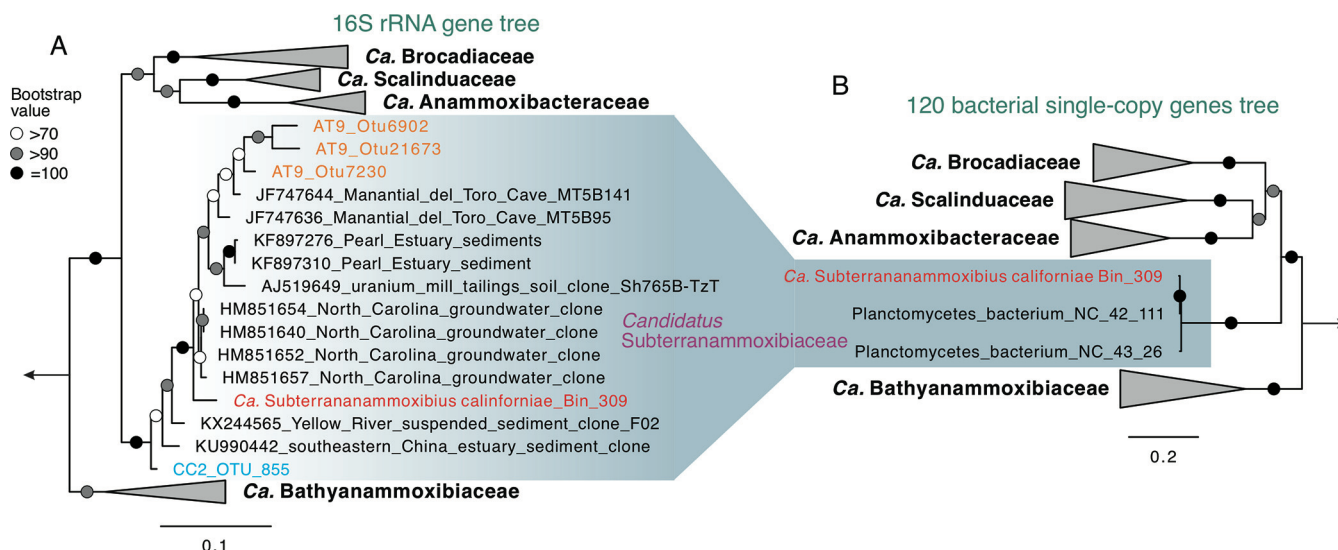 16S rRNA gene tree
A
Ca. Brocadiaceae
Ca. Scalinduaceae
Ca. Anammoxibacteraceae
Bootstrap
value
>70
>90
=100
AT9_Otu6902
AT9_Otu21673
AT9_Otu7230
JF747644_Manantial_del_Toro_Cave_MT5B141
JF747636_Manantial_del_Toro_Cave_MT5B95
KF897276_Pearl_Estuary_sediments
KF897310_Pearl_Estuary_sediment
AJ519649_uranium_mill_tailings_soil_clone_Sh765B-TzT
HM851654_North_Carolina_groundwater_clone
HM851640_North_Carolina_groundwater_clone
HM851652_North_Carolina_groundwater_clone
HM851657_North_Carolina_groundwater_clone
Ca. Subterrananammoxibius calinforniae_Bin_309
KX244565_Yellow_River_suspended_sediment_clone_F02
KU990442_southeastern_China_estuary_sediment_clone
CC2_OTU_855
Ca. Bathyanammoxibiaceae
0.1
Candidatus
Subterranammoxibiaceae
B
120 bacterial single-copy genes tree
Ca. Brocadiaceae
Ca. Scalinduaceae
Ca. Anammoxibacteraceae
Ca. Subterrananammoxibius californiae Bin_309
Planctomycetes_bacterium_NC_42_111
Planctomycetes_bacterium_NC_43_26
Ca. Bathyanammoxibiaceae
0.2